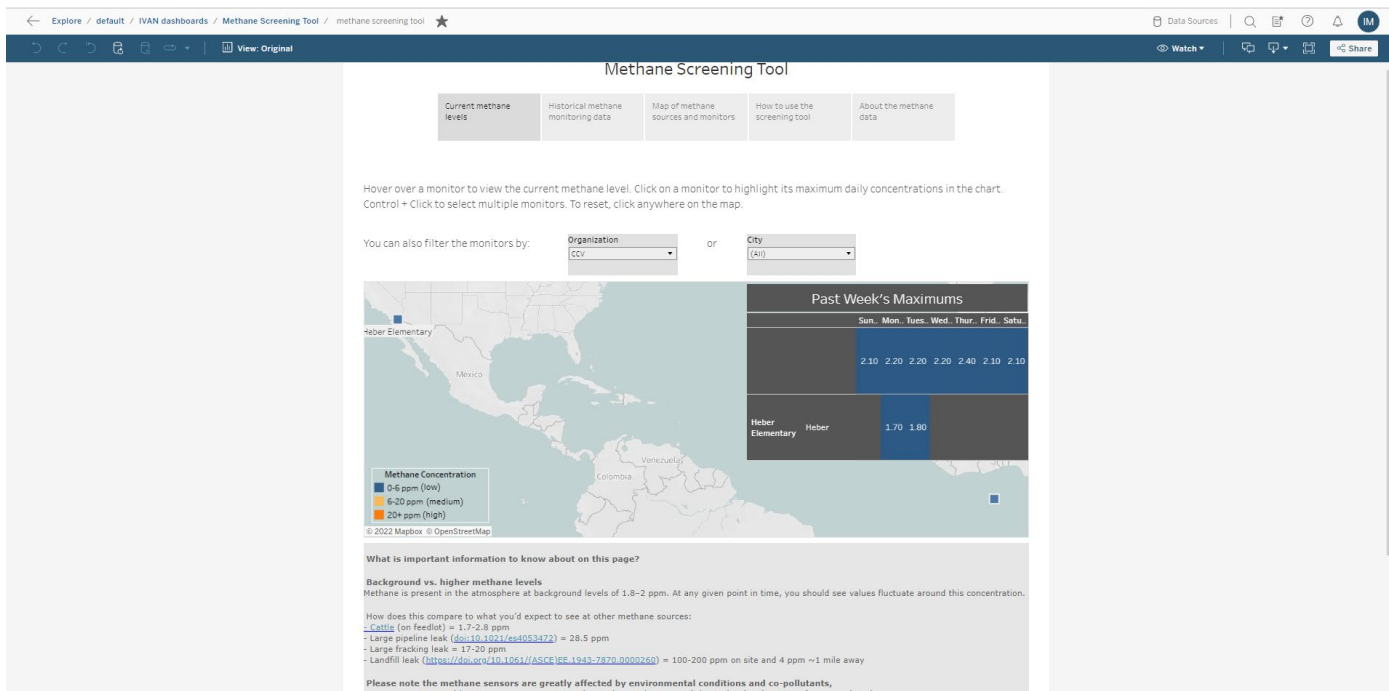 Explore / default / IVAN dashboards / Methane Screening Tool / methane screening tool
Data Sources
IM
View: Original
Watch
Share
Methane Screening Tool
Current methane
levels
Historical methane
monitoring data
Map of methane
sources and monitors
How to use the
screening tool
About the methane
data
Hover over a monitor to view the current methane level. Click on a monitor to highlight its maximum daily concentrations in the chart.
Control + Click to select multiple monitors. To reset, click anywhere on the map.
You can also filter the monitors by:
Organization
CCV
or
City
(All)
Past Week's Maximums
Sun.. Mon.. Tues.. Wed.. Thur.. Frid.. Satu..
2.10 2.20 2.20 2.20 2.40 2.10 2.10
Heber
Elementary
Heber
1.70 1.80
Heber Elementary
Mexico
Venezuela
Colombia
Methane Concentration
0-6 ppm (low)
6-20 ppm (medium)
20+ ppm (high)
© 2022 Mapbox © OpenStreetMap
What is important information to know about on this page?
Background vs. higher methane levels
Methane is present in the atmosphere at background levels of 1.8–2 ppm. At any given point in time, you should see values fluctuate around this concentration.
How does this compare to what you'd expect to see at other methane sources:
- Cattle (on feedlot) = 1.7-2.8 ppm
- Large pipeline leak (doi:10.1021/es4053472) = 28.5 ppm
- Large fracking leak = 17-20 ppm
- Landfill leak (https://doi.org/10.1061/(ASCE)EE.1943-7870.0000260) = 100-200 ppm on site and 4 ppm ~1 mile away
Please note the methane sensors are greatly affected by environmental conditions and co-pollutants,